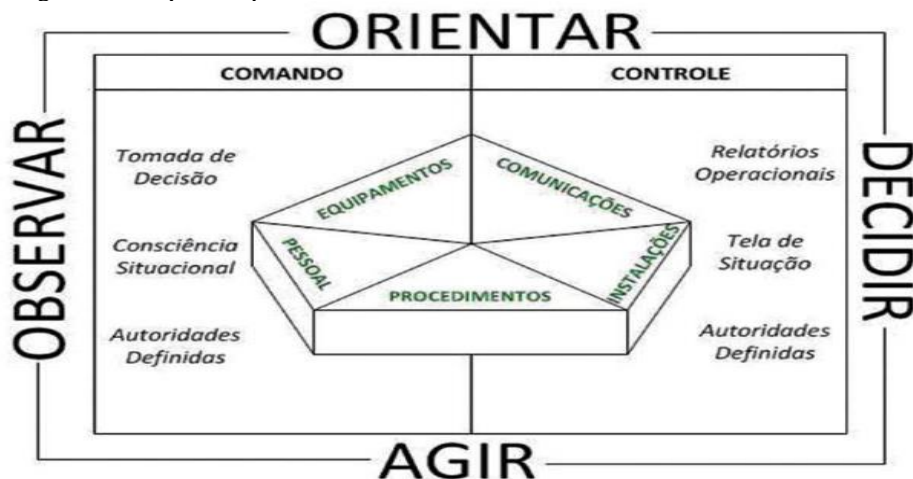 ORIENTAR
COMANDO
CONTROLE
OBSERVAR
Tomada de
Decisão
Consciência
Situacional
Autoridades
Definidas
EQUIPAMENTOS
COMUNICAÇÕES
PESSOAL
PROCEDIMENTOS
INSTALAÇÕES
Relatórios
Operacionais
Tela de
Situação
Autoridades
Definidas
DECIDIR
AGIR